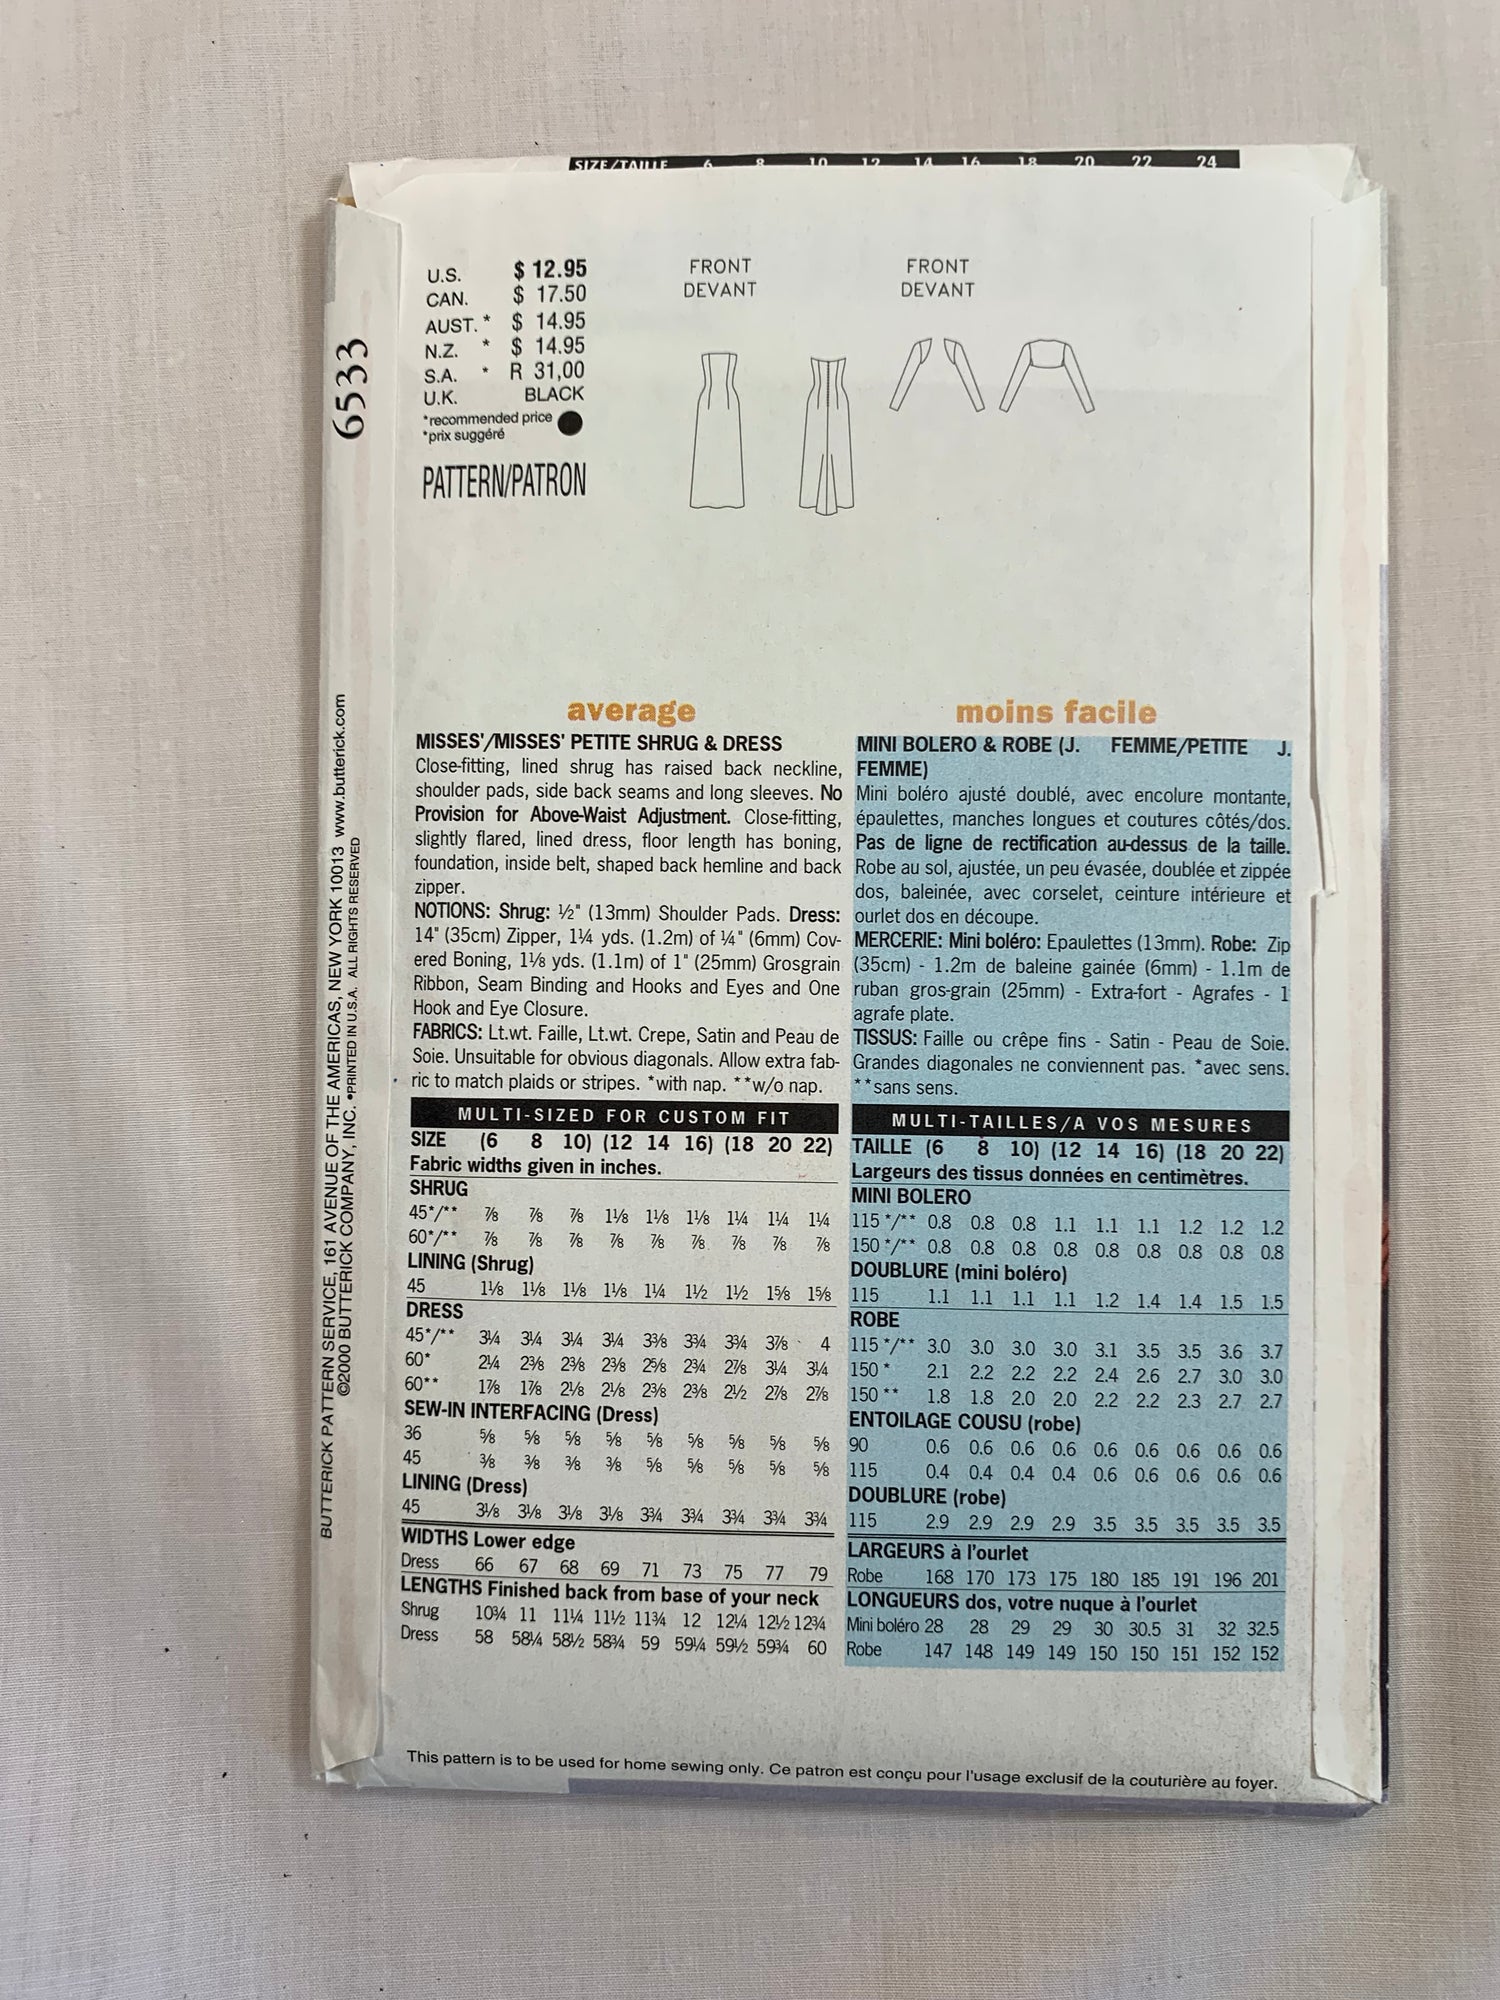 SIZE/TAILLE 6 8 10 12 14 16 18 20 22 24
U.S. $ 12.95
CAN. $ 17.50
AUST. * $ 14.95
N.Z. * $ 14.95
S.A. * R 31,00
U.K. BLACK
*recommended price
*prix suggéré
PATTERN/PATRON
FRONT
DEVANT
FRONT
DEVANT
6533
BUTTERICK PATTERN SERVICE, 161 AVENUE OF THE AMERICAS, NEW YORK 10013 www.butterick.com
©2000 BUTTERICK COMPANY, INC. •PRINTED IN U.S.A. ALL RIGHTS RESERVED
average
MISSES'/MISSES' PETITE SHRUG & DRESS
Close-fitting, lined shrug has raised back neckline,
shoulder pads, side back seams and long sleeves. No
Provision for Above-Waist Adjustment. Close-fitting,
slightly flared, lined dress, floor length has boning,
foundation, inside belt, shaped back hemline and back
zipper.
NOTIONS: Shrug: ½" (13mm) Shoulder Pads. Dress:
14" (35cm) Zipper, 1¼ yds. (1.2m) of ¼" (6mm) Cov-
ered Boning, 1⅛ yds. (1.1m) of 1" (25mm) Grosgrain
Ribbon, Seam Binding and Hooks and Eyes and One
Hook and Eye Closure.
FABRICS: Lt.wt. Faille, Lt.wt. Crepe, Satin and Peau de
Soie. Unsuitable for obvious diagonals. Allow extra fab-
ric to match plaids or stripes. *with nap. **w/o nap.
MULTI-SIZED FOR CUSTOM FIT
SIZE (6 8 10) (12 14 16) (18 20 22)
Fabric widths given in inches.
SHRUG
45*/** ⅞ ⅞ ⅞ 1⅛ 1⅛ 1⅛ 1¼ 1¼ 1¼
60*/** ⅞ ⅞ ⅞ ⅞ ⅞ ⅞ ⅞ ⅞ ⅞
LINING (Shrug)
45 1⅛ 1⅛ 1⅛ 1⅛ 1¼ 1½ 1½ 1⅝ 1⅝
DRESS
45*/** 3¼ 3¼ 3¼ 3¼ 3⅜ 3¾ 3¾ 3⅞ 4
60* 2¼ 2⅜ 2⅜ 2⅜ 2⅝ 2¾ 2⅞ 3¼ 3¼
60** 1⅞ 1⅞ 2⅛ 2⅛ 2⅜ 2⅜ 2½ 2⅞ 2⅞
SEW-IN INTERFACING (Dress)
36 ⅝ ⅝ ⅝ ⅝ ⅝ ⅝ ⅝ ⅝ ⅝
45 ⅜ ⅜ ⅜ ⅜ ⅝ ⅝ ⅝ ⅝ ⅝
LINING (Dress)
45 3⅛ 3⅛ 3⅛ 3⅛ 3¾ 3¾ 3¾ 3¾ 3¾
WIDTHS Lower edge
Dress 66 67 68 69 71 73 75 77 79
LENGTHS Finished back from base of your neck
Shrug 10¾ 11 11¼ 11½ 11¾ 12 12¼ 12½ 12¾
Dress 58 58¼ 58½ 58¾ 59 59¼ 59½ 59¾ 60
moins facile
MINI BOLERO & ROBE (J. FEMME/PETITE J.
FEMME)
Mini boléro ajusté doublé, avec encolure montante,
épaulettes, manches longues et coutures côtés/dos.
Pas de ligne de rectification au-dessus de la taille.
Robe au sol, ajustée, un peu évasée, doublée et zippée
dos, baleinée, avec corselet, ceinture intérieure et
ourlet dos en découpe.
MERCERIE: Mini boléro: Epaulettes (13mm). Robe: Zip
(35cm) - 1.2m de baleine gainée (6mm) - 1.1m de
ruban gros-grain (25mm) - Extra-fort - Agrafes - 1
agrafe plate.
TISSUS: Faille ou crêpe fins - Satin - Peau de Soie.
Grandes diagonales ne conviennent pas. *avec sens.
**sans sens.
MULTI-TAILLES/A VOS MESURES
TAILLE (6 8 10) (12 14 16) (18 20 22)
Largeurs des tissus données en centimètres.
MINI BOLERO
115 */** 0.8 0.8 0.8 1.1 1.1 1.1 1.2 1.2 1.2
150 */** 0.8 0.8 0.8 0.8 0.8 0.8 0.8 0.8 0.8
DOUBLURE (mini boléro)
115 1.1 1.1 1.1 1.1 1.2 1.4 1.4 1.5 1.5
ROBE
115 */** 3.0 3.0 3.0 3.0 3.1 3.5 3.5 3.6 3.7
150 * 2.1 2.2 2.2 2.2 2.4 2.6 2.7 3.0 3.0
150 ** 1.8 1.8 2.0 2.0 2.2 2.2 2.3 2.7 2.7
ENTOILAGE COUSU (robe)
90 0.6 0.6 0.6 0.6 0.6 0.6 0.6 0.6 0.6
115 0.4 0.4 0.4 0.4 0.6 0.6 0.6 0.6 0.6
DOUBLURE (robe)
115 2.9 2.9 2.9 2.9 3.5 3.5 3.5 3.5 3.5
LARGEURS à l'ourlet
Robe 168 170 173 175 180 185 191 196 201
LONGUEURS dos, votre nuque à l'ourlet
Mini boléro 28 28 29 29 30 30.5 31 32 32.5
Robe 147 148 149 149 150 150 151 152 152
This pattern is to be used for home sewing only. Ce patron est conçu pour l'usage exclusif de la couturière au foyer.